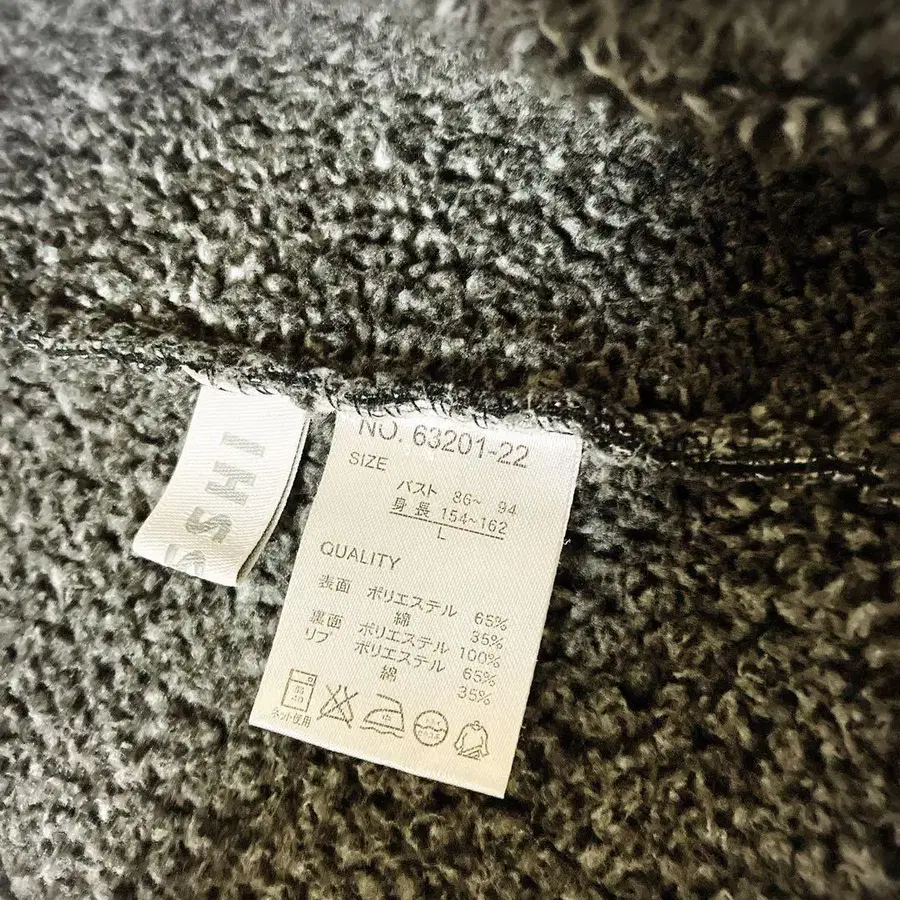 NO. 63201-22
SIZE
バスト 86~ 94
身長 154~162
L
QUALITY
表面 ポリエステル 65%
綿 35%
裏面 ポリエステル 100%
リブ ポリエステル 65%
綿 35%
ネット使用
中